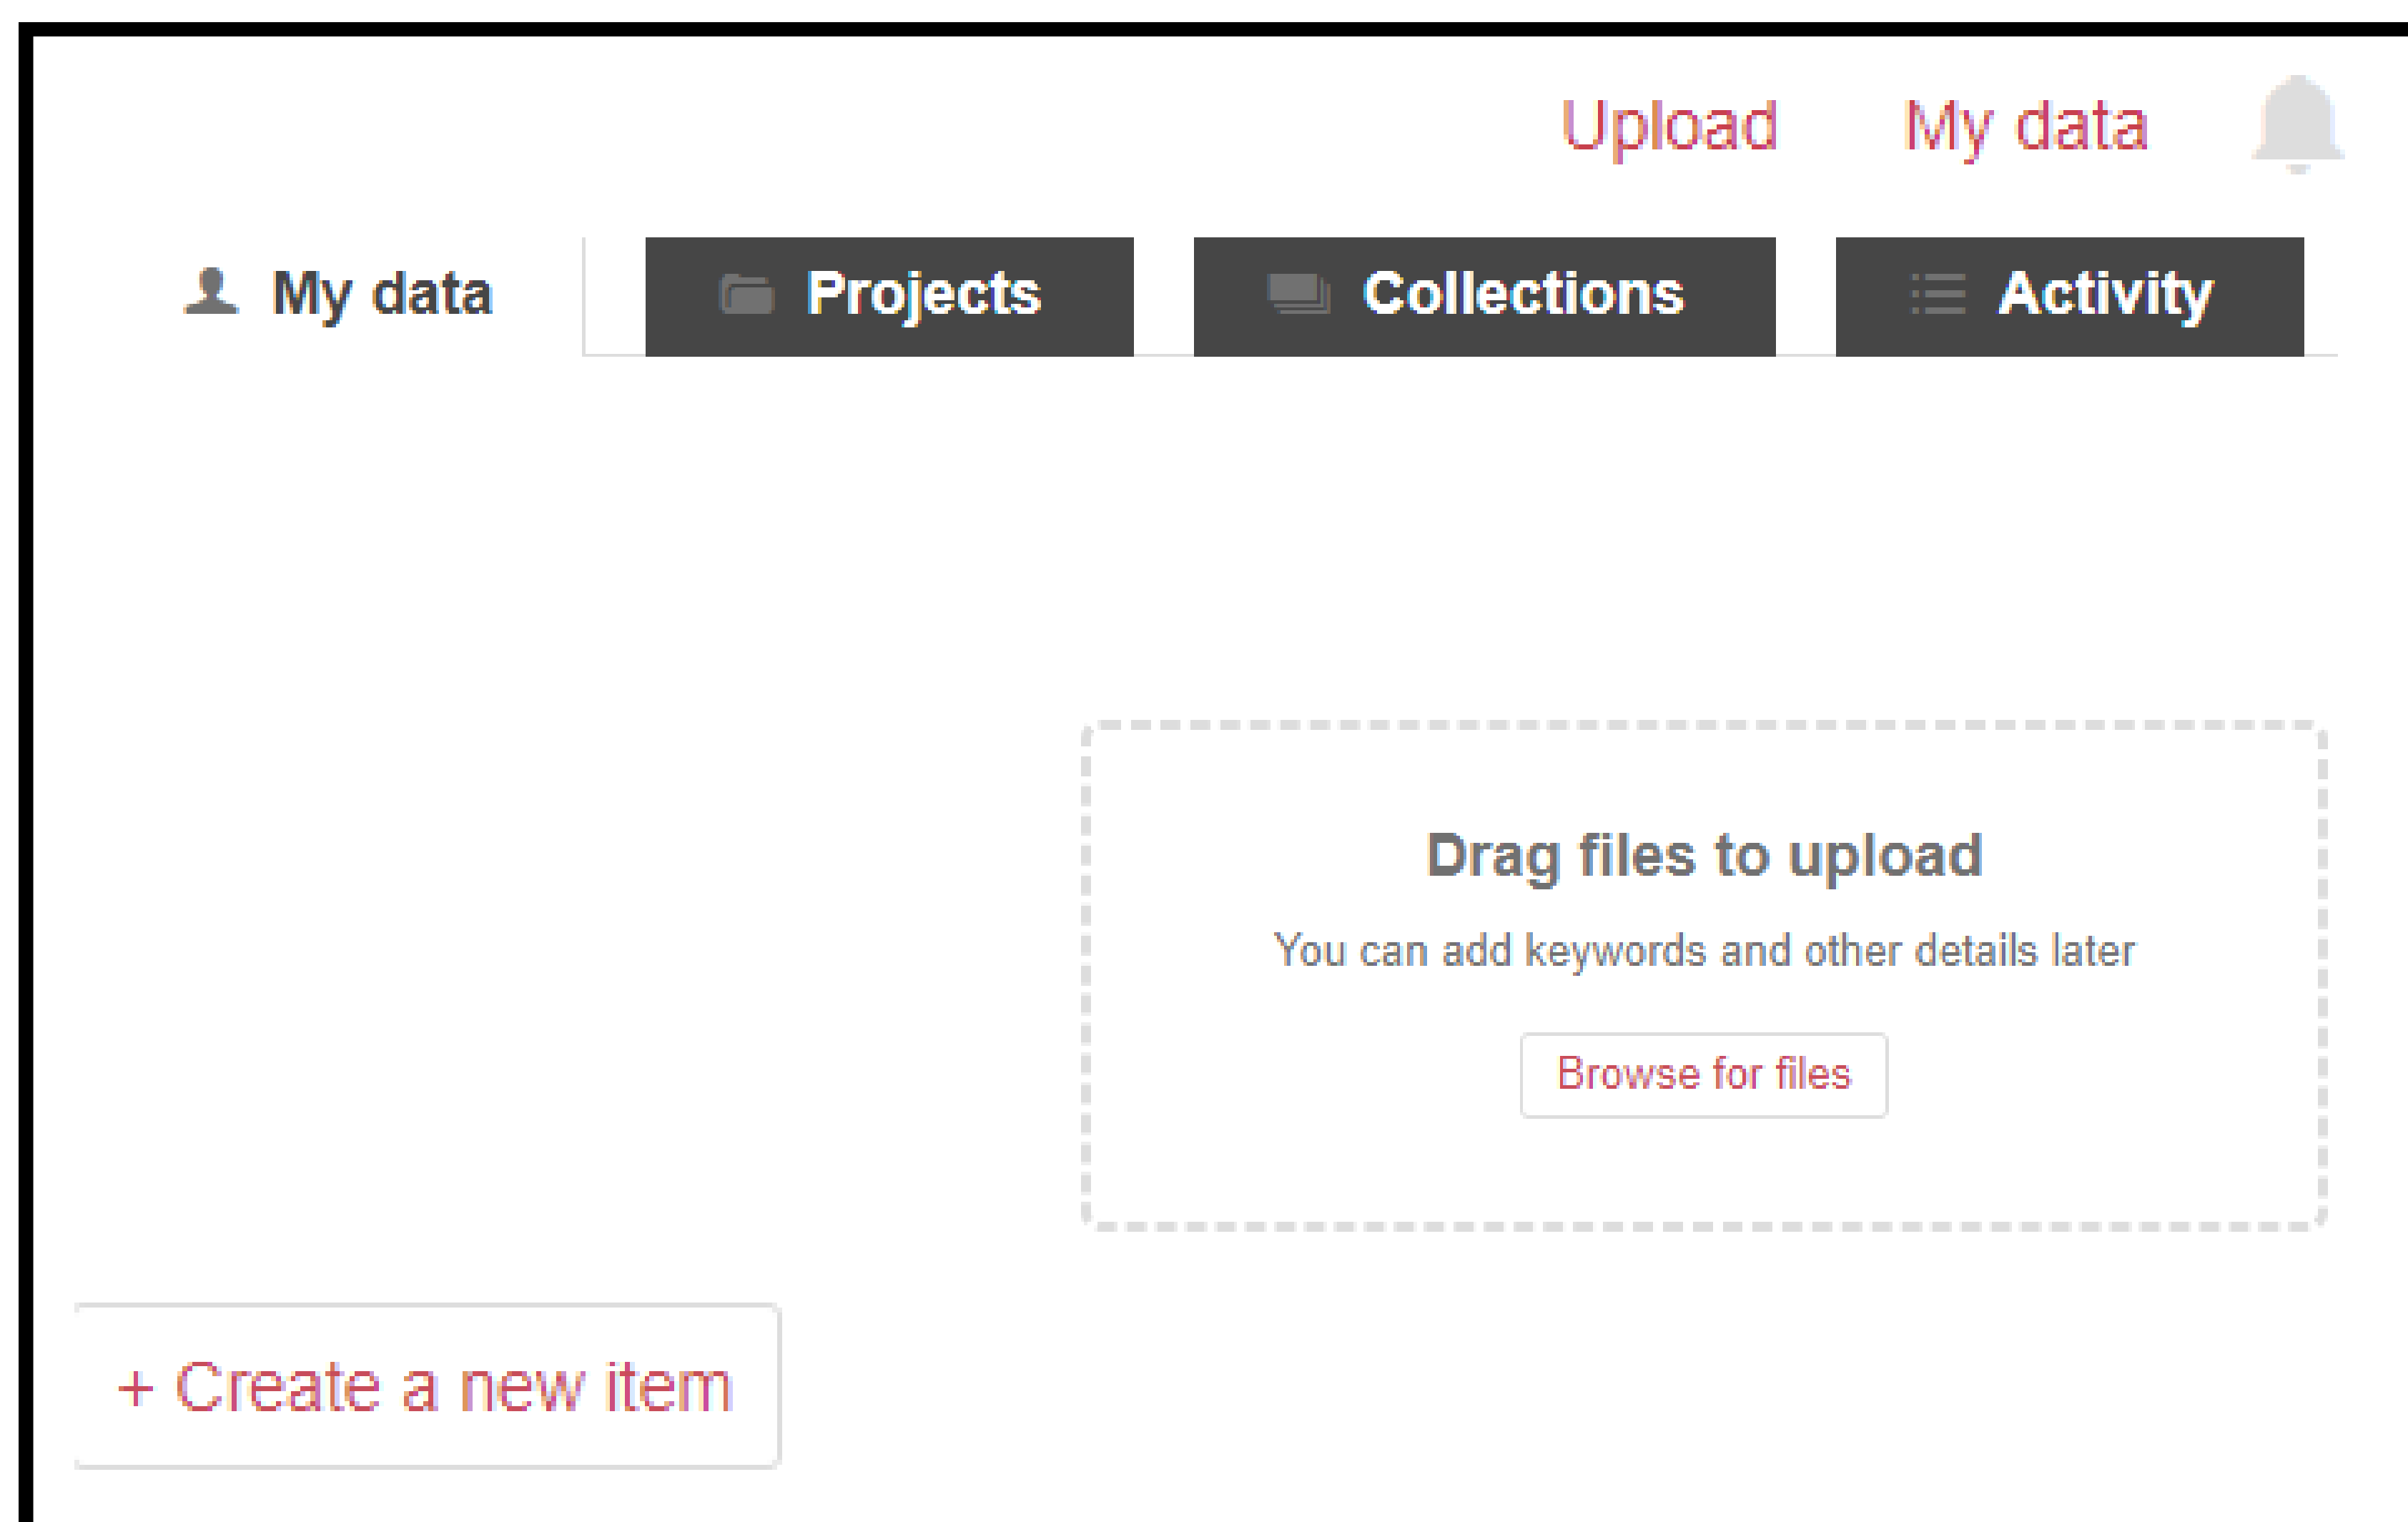 Upload My data
My data Projects Collections Activity
Drag files to upload
You can add keywords and other details later
Browse for files
+ Create a new item